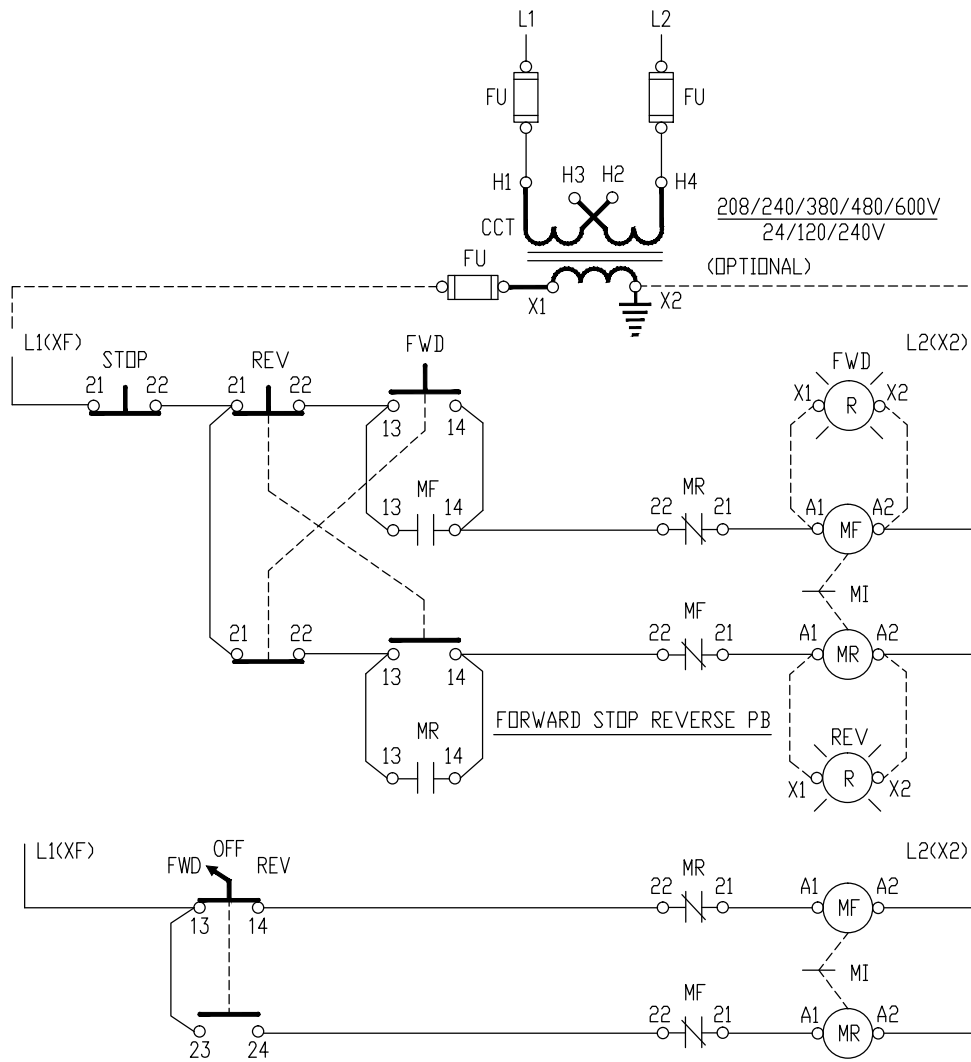 L1 L2
FU FU
H1 H3 H2 H4
208/240/380/480/600V
24/120/240V
CCT
(OPTIONAL)
FU
X1 X2
L1(XF) L2(X2)
STOP REV FWD FWD
21 22 21 22 13 14 X1 R X2
13 MF 14 22 MR 21 A1 MF A2
MI
21 22 13 14 22 MF 21 A1 MR A2
FORWARD STOP REVERSE PB
13 MR 14 REV
X1 R X2
L1(XF) L2(X2)
FWD OFF REV
13 14 22 MR 21 A1 MF A2
MI
23 24 22 MF 21 A1 MR A2